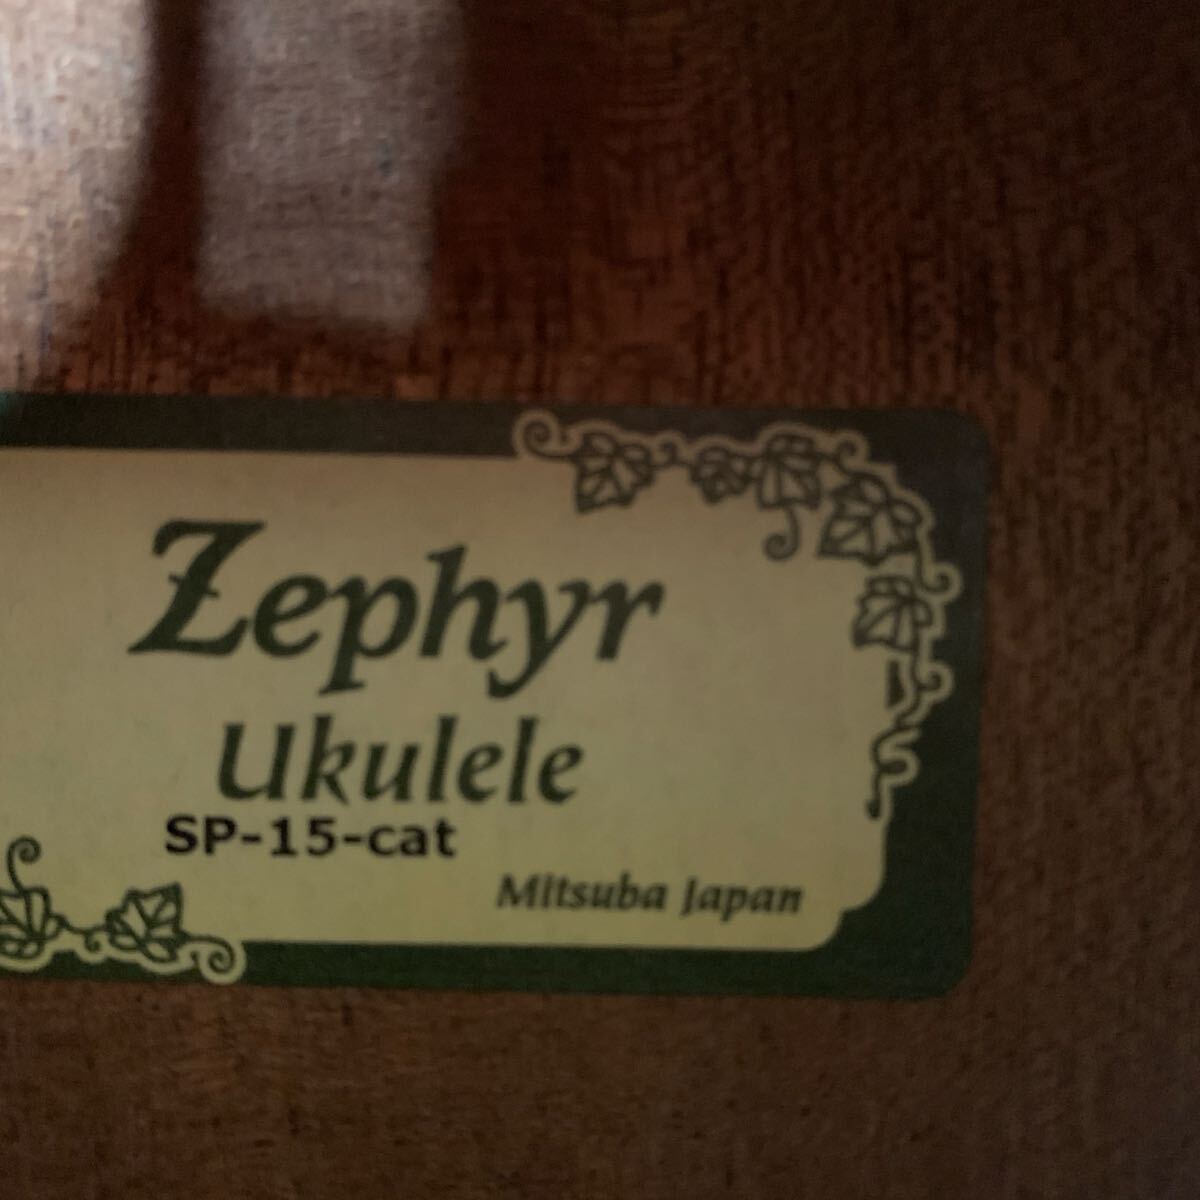 Zephyr
Ukulele
SP-15-cat
Mitsuba Japan